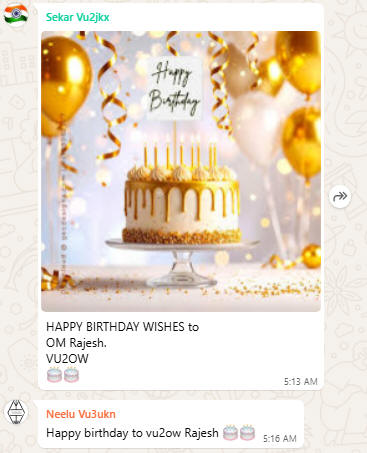 Sekar Vu2jkx
Happy
Birthday
HAPPY BIRTHDAY WISHES to
OM Rajesh.
VU2OW
🎂🎂
5:13 AM
Neelu Vu3ukn
Happy birthday to vu2ow Rajesh 🎂🎂
5:16 AM